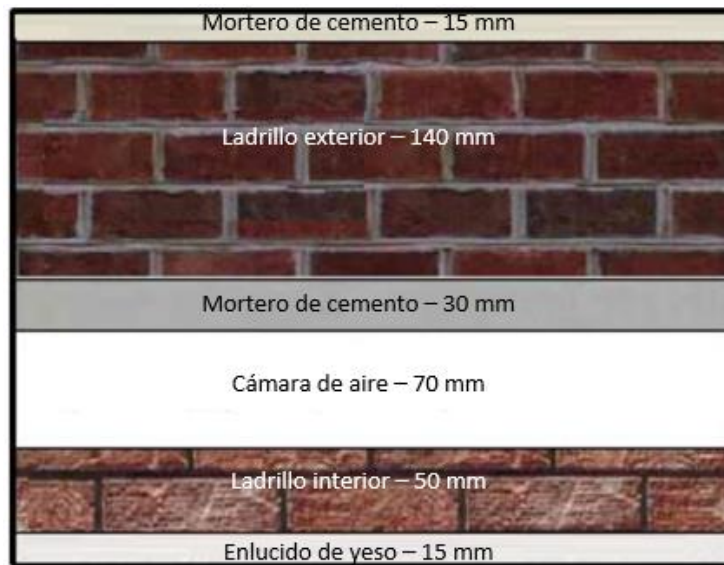 Mortero de cemento – 15 mm
Ladrillo exterior – 140 mm
Mortero de cemento – 30 mm
Cámara de aire – 70 mm
Ladrillo interior – 50 mm
Enlucido de yeso – 15 mm